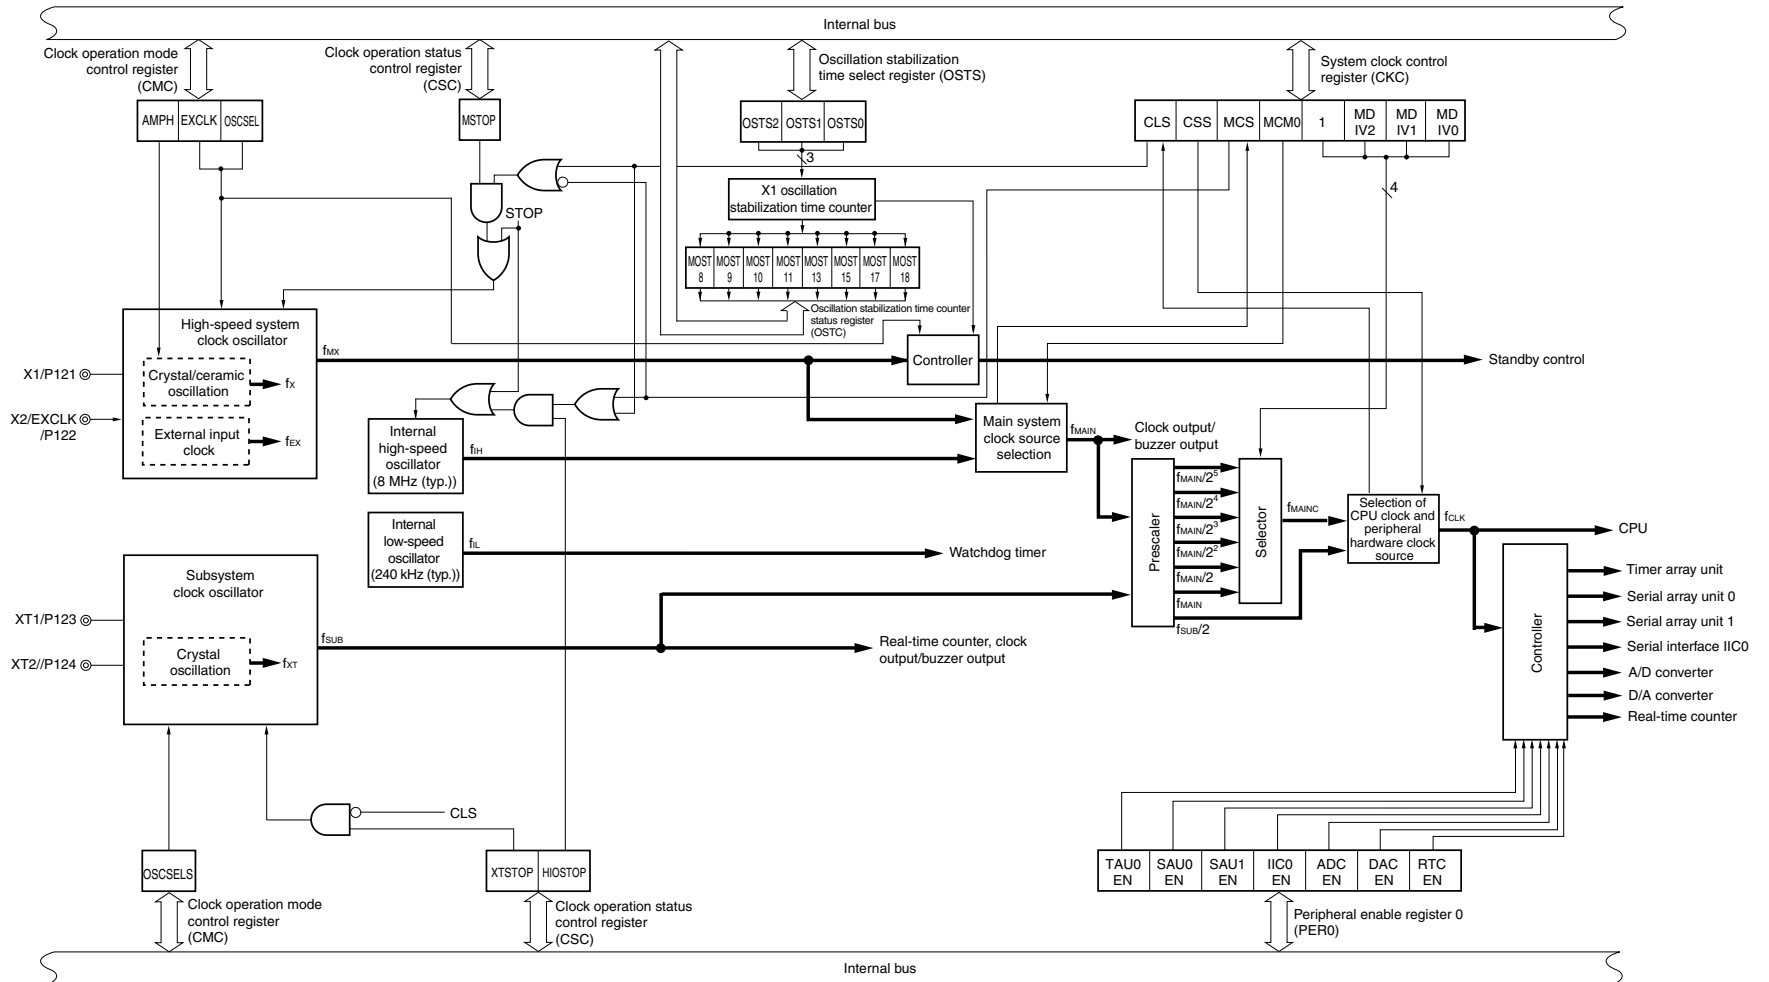 Internal bus
Clock operation mode
control register
(CMC)
Clock operation status
control register
(CSC)
Oscillation stabilization
time select register (OSTS)
System clock control
register (CKC)
AMPH EXCLK OSCSEL
MSTOP
OSTS2 OSTS1 OSTS0
CLS CSS MCS MCM0 1 MD IV2 MD IV1 MD IV0
3
4
X1 oscillation
stabilization time counter
STOP
MOST 8 MOST 9 MOST 10 MOST 11 MOST 13 MOST 15 MOST 17 MOST 18
Oscillation stabilization time counter
status register
(OSTC)
High-speed system
clock oscillator
fMX
Controller
Standby control
X1/P121
Crystal/ceramic
oscillation
fX
X2/EXCLK
/P122
External input
clock
fEX
Internal
high-speed
oscillator
(8 MHz (typ.))
fIH
Main system
clock source
selection
fMAIN
Clock output/
buzzer output
Prescaler
fMAIN/2⁵
fMAIN/2⁴
fMAIN/2³
fMAIN/2²
fMAIN/2
fMAIN
fSUB/2
Selector
fMAINC
Selection of
CPU clock and
peripheral
hardware clock
source
fCLK
CPU
Internal
low-speed
oscillator
(240 kHz (typ.))
fIL
Watchdog timer
Subsystem
clock oscillator
XT1/P123
XT2//P124
Crystal
oscillation
fXT
fSUB
Real-time counter, clock
output/buzzer output
Controller
Timer array unit
Serial array unit 0
Serial array unit 1
Serial interface IIC0
A/D converter
D/A converter
Real-time counter
CLS
OSCSELS
XTSTOP HIOSTOP
TAU0 EN SAU0 EN SAU1 EN IIC0 EN ADC EN DAC EN RTC EN
Clock operation mode
control register
(CMC)
Clock operation status
control register
(CSC)
Peripheral enable register 0
(PER0)
Internal bus